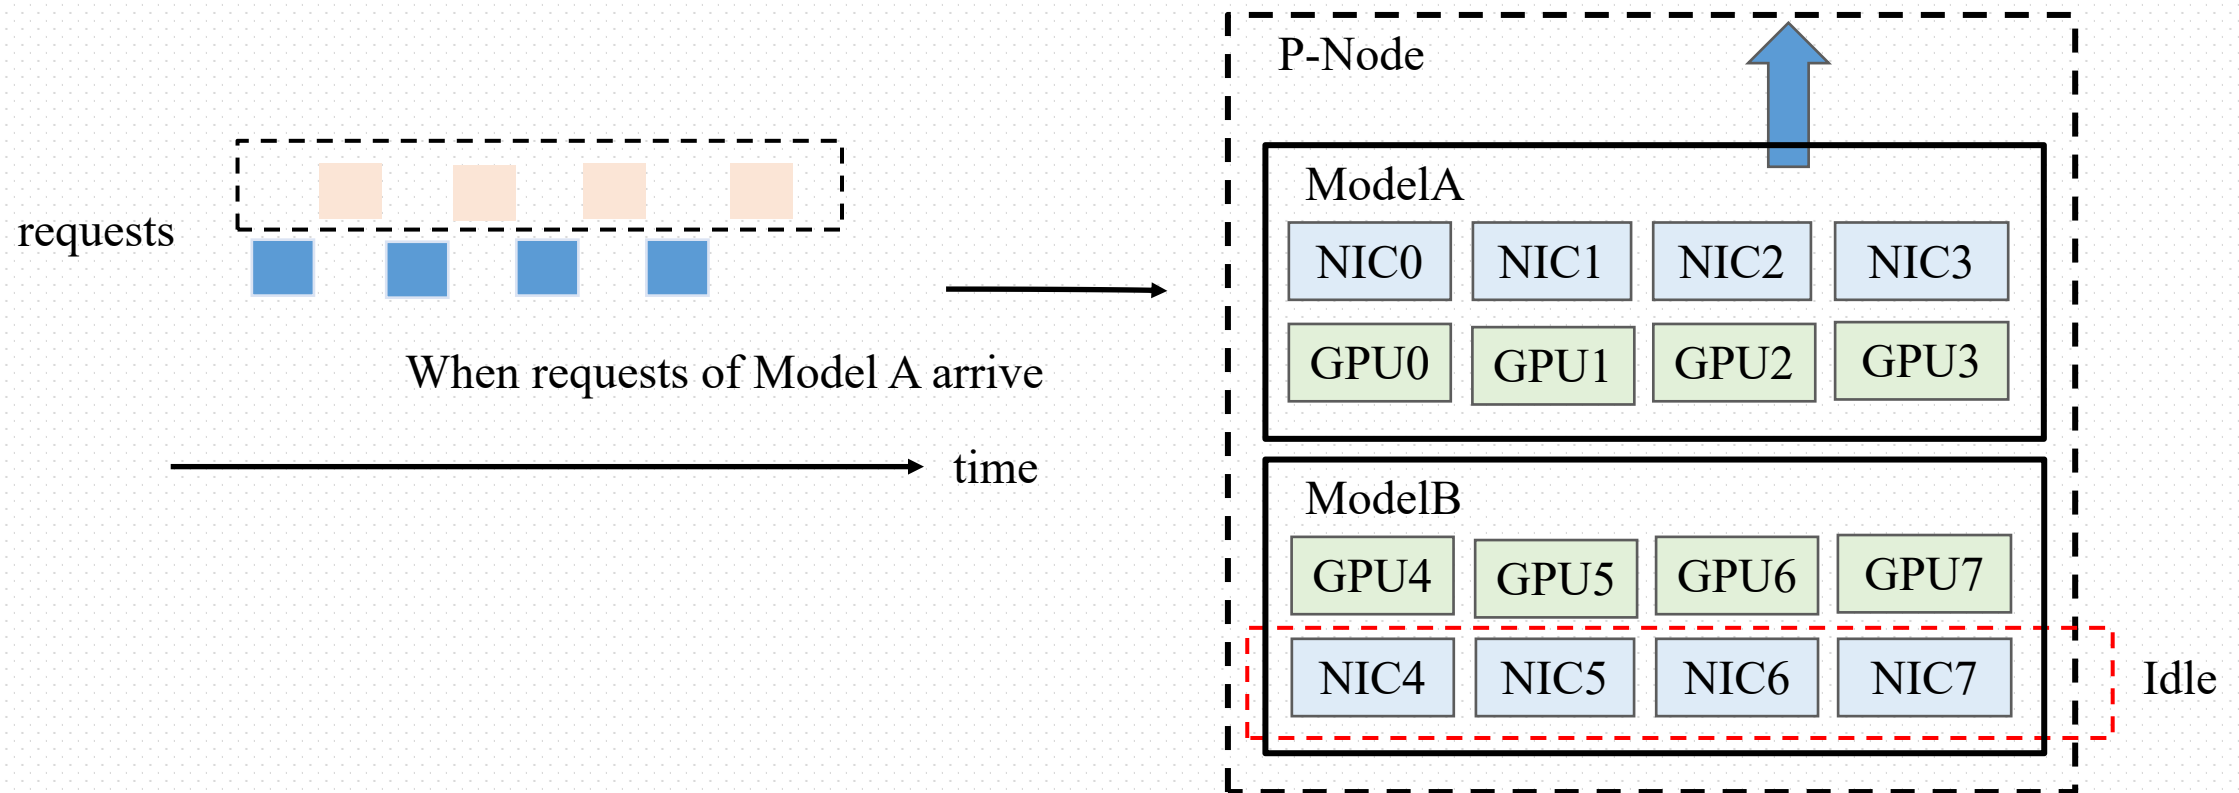 requests
When requests of Model A arrive
time
P-Node
ModelA
NIC0 NIC1 NIC2 NIC3
GPU0 GPU1 GPU2 GPU3
ModelB
GPU4 GPU5 GPU6 GPU7
NIC4 NIC5 NIC6 NIC7
Idle